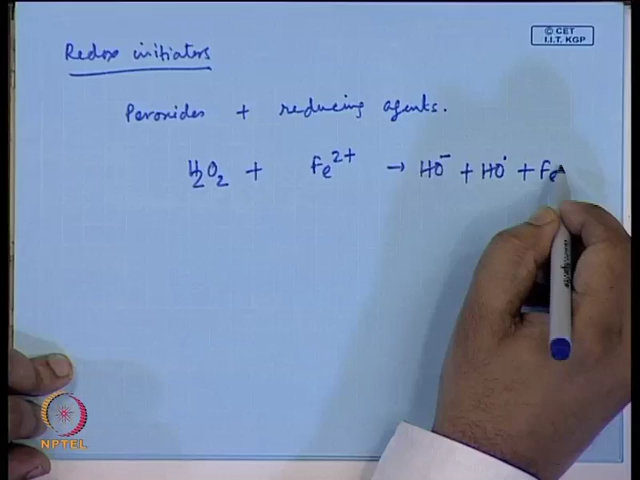 © CET
I.I.T. KGP
Redox initiators
Peroxides + reducing agents.
H2O2 + Fe2+ → HO− + HO• + Fe
NPTEL